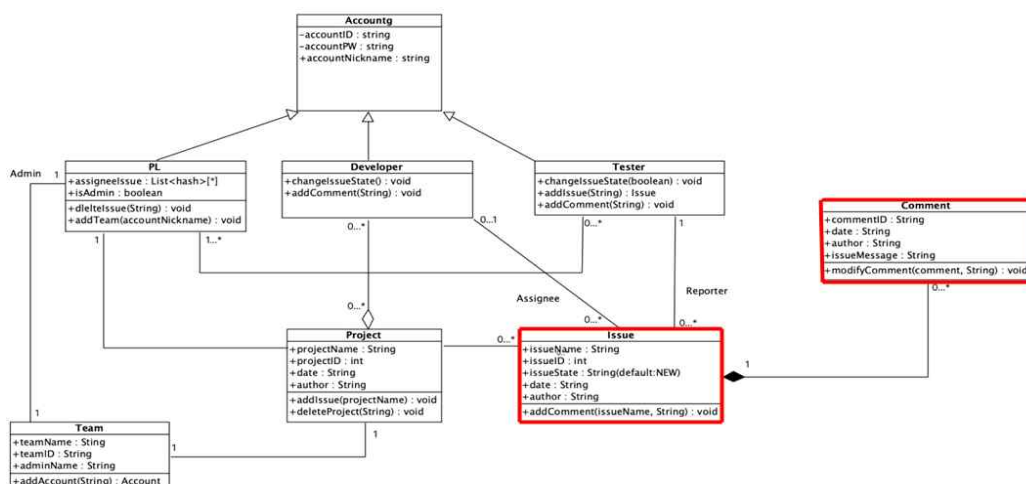 Accountg
-accountID : string
-accountPW : string
+accountNickname : string
PL
+assigneeIssue : List<hash>[*]
+isAdmin : boolean
+dlelteIssue(String) : void
+addTeam(accountNickname) : void
Developer
+changeIssueState() : void
+addComment(String) : void
Tester
+changeIssueState(boolean) : void
+addIssue(String) : Issue
+addComment(String) : void
Comment
+commentID : String
+date : String
+author : String
+issueMessage : String
+modifyComment(comment, String) : void
Admin
1
1
1...*
0...*
0...1
0...*
1
0...*
Assignee
Reporter
0...*
0...*
0...*
0...*
Project
+projectName : String
+projectID : int
+date : String
+author : String
+addIssue(projectName) : void
+deleteProject(String) : void
Issue
+issueName : String
+issueID : int
+issueState : String(default:NEW)
+date : String
+author : String
+addComment(issueName, String) : void
1
1
1
1
Team
+teamName : Sting
+teamID : String
+adminName : String
+addAccount(String) : Account